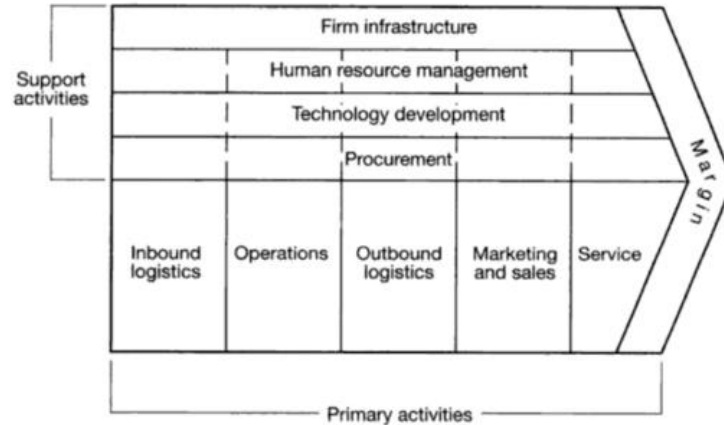 Firm infrastructure
Human resource management
Support
activities
Technology development
Procurement
Margin
Inbound
logistics
Operations
Outbound
logistics
Marketing
and sales
Service
Primary activities